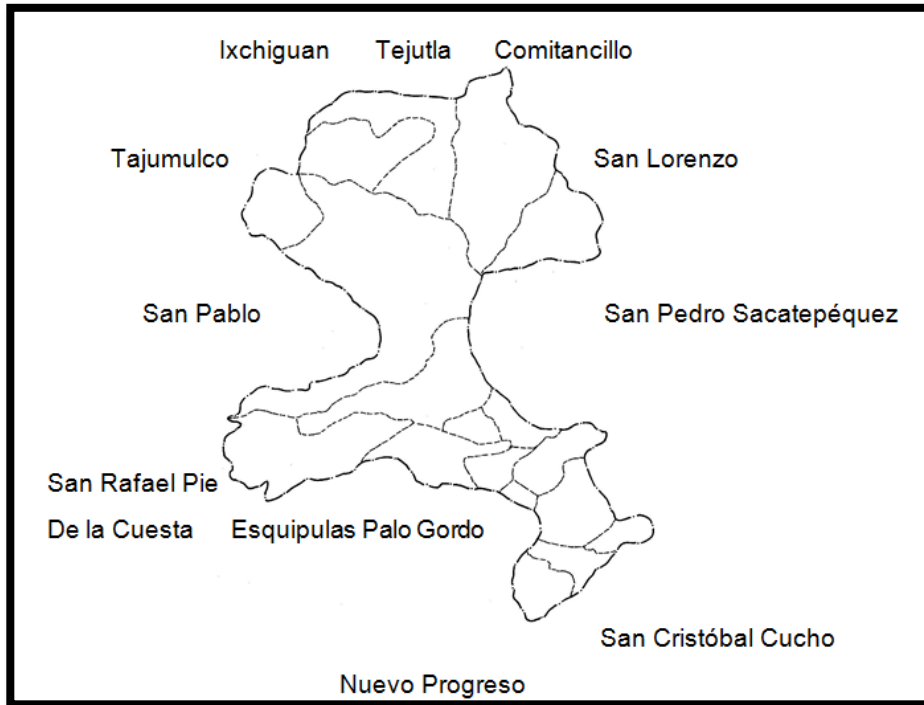 Ixchiguan Tejutla Comitancillo
Tajumulco San Lorenzo
San Pablo San Pedro Sacatepéquez
San Rafael Pie
De la Cuesta Esquipulas Palo Gordo
San Cristóbal Cucho
Nuevo Progreso